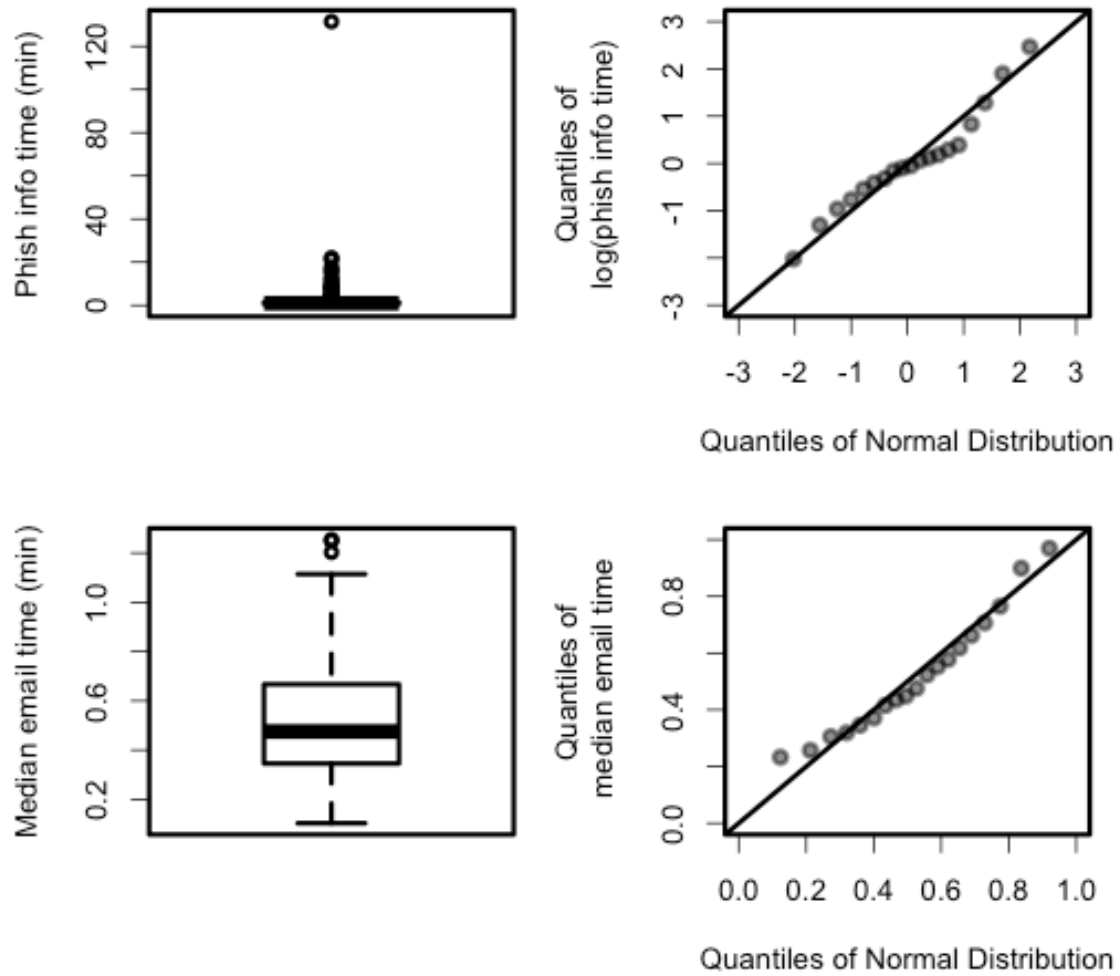 Phish info time (min)
0 40 80 120
Quantiles of
log(phish info time)
-3 -1 0 1 2 3
-3 -2 -1 0 1 2 3
Quantiles of Normal Distribution
Median email time (min)
0.2 0.6 1.0
Quantiles of
median email time
0.0 0.4 0.8
0.0 0.2 0.4 0.6 0.8 1.0
Quantiles of Normal Distribution